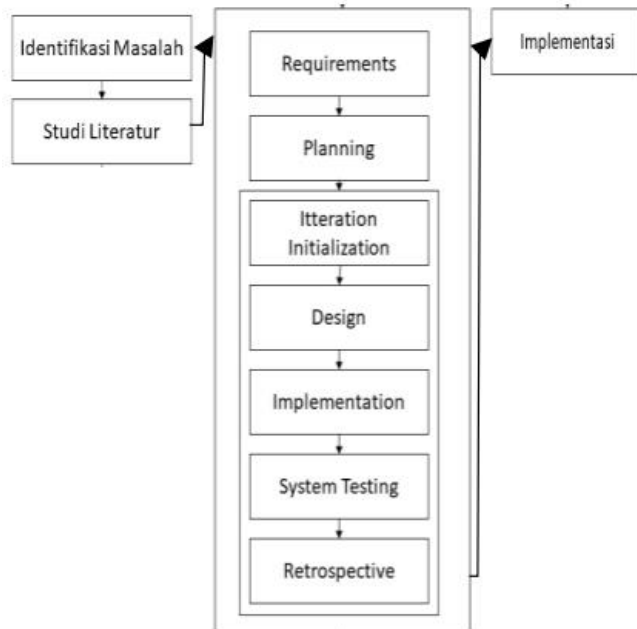 Identifikasi Masalah
Studi Literatur
Requirements
Planning
Itteration
Initialization
Design
Implementation
System Testing
Retrospective
Implementasi